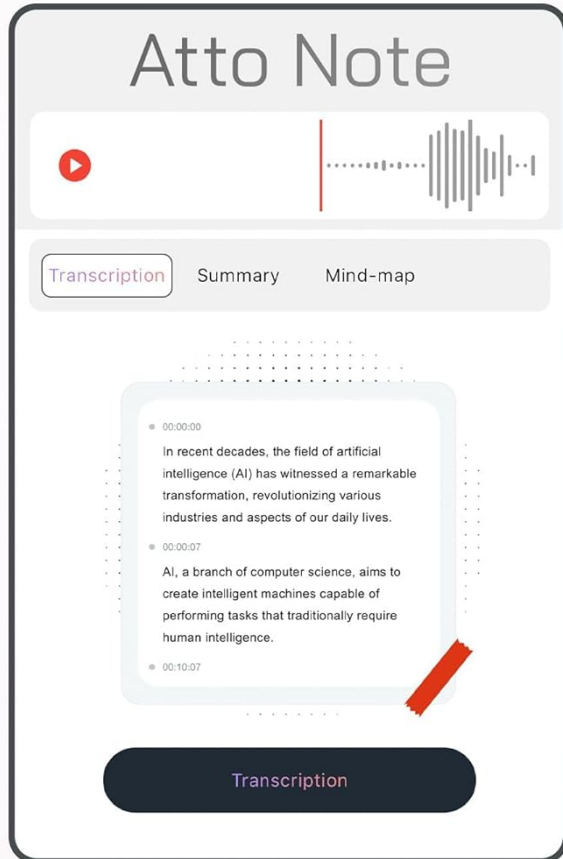 Atto Note
Transcription Summary Mind-map
00:00:00
In recent decades, the field of artificial
intelligence (AI) has witnessed a remarkable
transformation, revolutionizing various
industries and aspects of our daily lives.
00:00:07
AI, a branch of computer science, aims to
create intelligent machines capable of
performing tasks that traditionally require
human intelligence.
00:10:07
Transcription